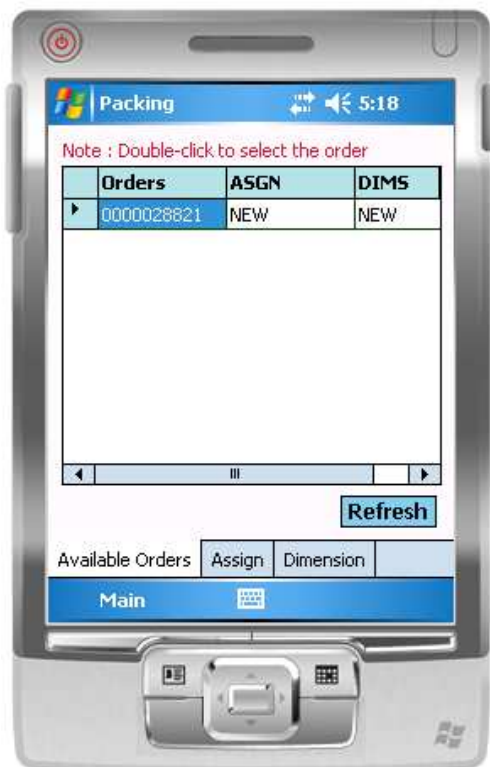 Packing 5:18
Note : Double-click to select the order
Orders ASGN DIMS
0000028821 NEW NEW
Refresh
Available Orders Assign Dimension
Main